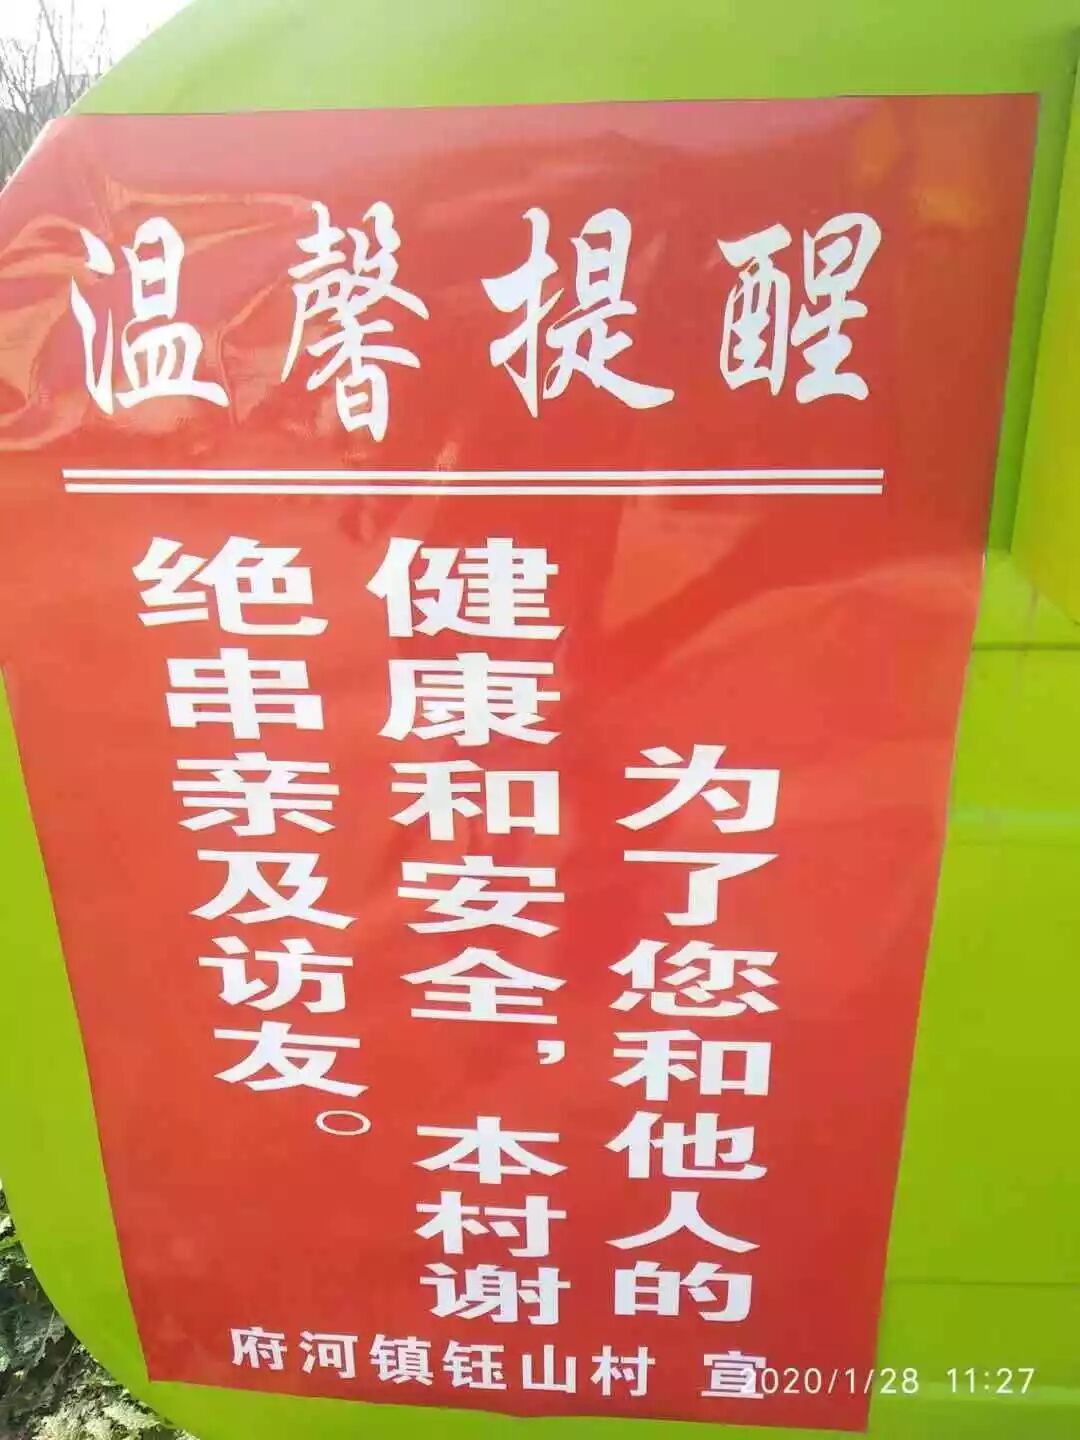 温馨提醒
为了您和他人的
健康和安全，本村谢
绝串亲及访友。
府河镇钰山村 宣
2020/1/28 11:27